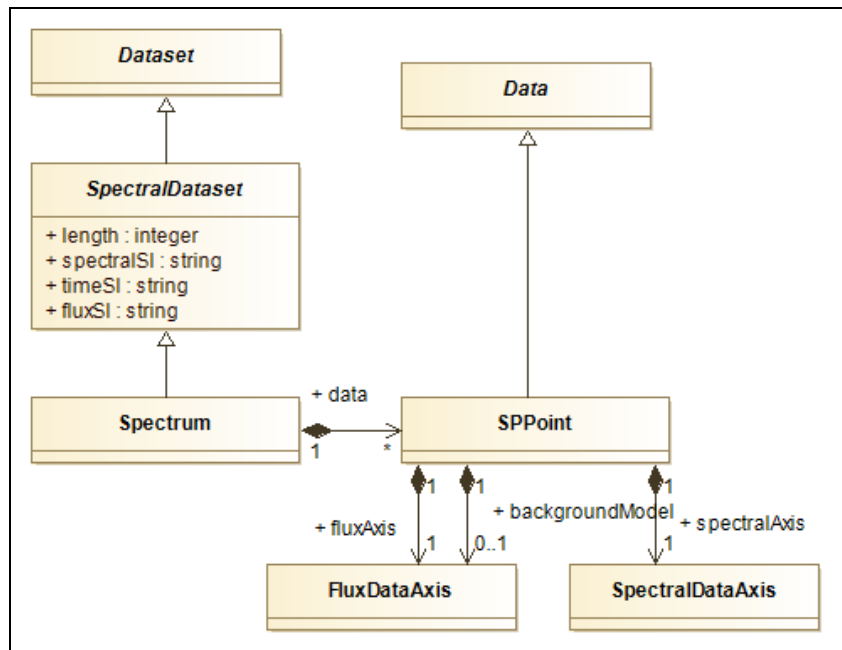 Dataset
Data
SpectralDataset
+ length : integer
+ spectralSI : string
+ timeSI : string
+ fluxSI : string
+ data
Spectrum
SPPoint
1
*
1
1
1
+ backgroundModel
+ fluxAxis
+ spectralAxis
1
0..1
1
FluxDataAxis
SpectralDataAxis